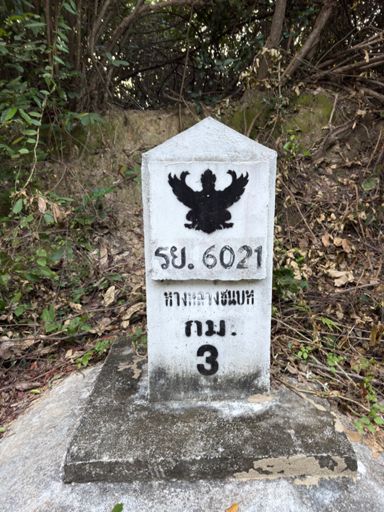 รย. 6021
ทางหลวงชนบท
กม.
3